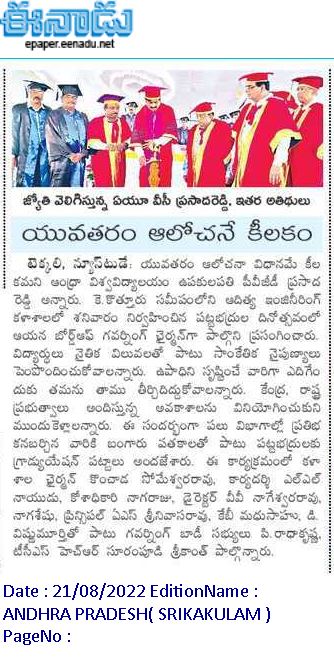 ఈనాడు
epaper.eenadu.net
జ్యోతి వెలిగిస్తున్న ఏయూ వీసీ ప్రసాదరెడ్డి, ఇతర అతిథులు
యువతరం ఆలోచనే కీలకం
టెక్కలి, న్యూస్‌టుడే: యువతరం ఆలోచనా విధానమే కీల
కమని ఆంధ్రా విశ్వవిద్యాలయం ఉపకులపతి పీవీజీడీ ప్రసాద
రెడ్డి అన్నారు. కె.కొత్తూరు సమీపంలోని ఆదిత్య ఇంజినీరింగ్
కళాశాలలో శనివారం నిర్వహించిన పట్టభద్రుల దినోత్సవంలో
ఆయన బోర్డ్ఆఫ్ గవర్నింగ్ ఛైర్మన్‌గా పాల్గొని ప్రసంగించారు.
విద్యార్థులు నైతిక విలువలతో పాటు సాంకేతిక నైపుణ్యాలు
పెంపొందించుకోవాలన్నారు. ఉపాధిని సృష్టించే వారిగా ఎదిగేం
దుకు తమను తాము తీర్చిదిద్దుకోవాలన్నారు. కేంద్ర, రాష్ట్ర
ప్రభుత్వాలు అందిస్తున్న అవకాశాలను వినియోగించుకుని
ముందుకెళ్లాలన్నారు. ఈ సందర్భంగా పలు విభాగాల్లో ప్రతిభ
కనబర్చిన వారికి బంగారు పతకాలతో పాటు పట్టభద్రులకు
గ్రాడ్యుయేషన్ పట్టాలు అందజేశారు. ఈ కార్యక్రమంలో కళా
శాల ఛైర్మన్ కొంచాడ సోమేశ్వరరావు, కార్యదర్శి ఎల్ఎల్
నాయుడు, కోశాధికారి నాగరాజు, డైరెక్టర్ వీవీ నాగేశ్వరరావు,
నాగశేషు, ప్రిన్సిపల్ ఏఎస్ శ్రీనివాసరావు, కేబీ మధుసాహు, డి.
విష్ణుమూర్తితో పాటు గవర్నింగ్ బాడీ సభ్యులు పి.రాధాకృష్ణ,
టీసీఎస్ హెచ్ఆర్ సూరంపూడి శ్రీకాంత్ పాల్గొన్నారు.
Date : 21/08/2022 EditionName :
ANDHRA PRADESH( SRIKAKULAM )
PageNo :